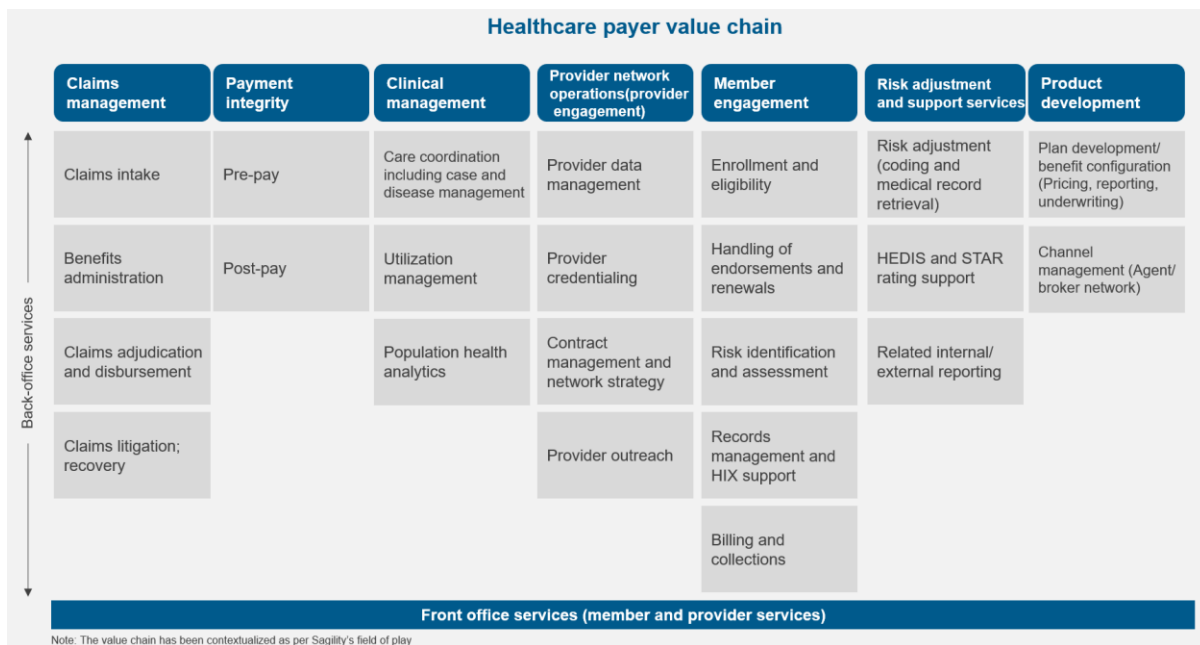 Healthcare payer value chain
Claims
management
Payment
integrity
Clinical
management
Provider network
operations(provider
engagement)
Member
engagement
Risk adjustment
and support services
Product
development
Back-office services
Claims intake
Pre-pay
Care coordination
including case and
disease management
Provider data
management
Enrollment and
eligibility
Risk adjustment
(coding and
medical record
retrieval)
Plan development/
benefit configuration
(Pricing, reporting,
underwriting)
Benefits
administration
Post-pay
Utilization
management
Provider
credentialing
Handling of
endorsements and
renewals
HEDIS and STAR
rating support
Channel
management (Agent/
broker network)
Claims adjudication
and disbursement
Population health
analytics
Contract
management and
network strategy
Risk identification
and assessment
Related internal/
external reporting
Claims litigation;
recovery
Provider outreach
Records
management and
HIX support
Billing and
collections
Front office services (member and provider services)
Note: The value chain has been contextualized as per Sagility's field of play